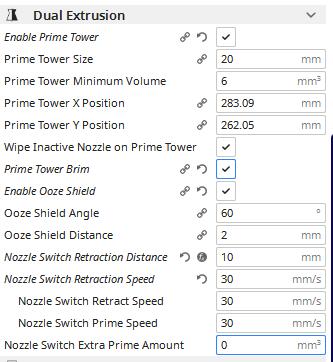 Dual Extrusion
Enable Prime Tower
Prime Tower Size 20 mm
Prime Tower Minimum Volume 6 mm³
Prime Tower X Position 283.09 mm
Prime Tower Y Position 262.05 mm
Wipe Inactive Nozzle on Prime Tower
Prime Tower Brim
Enable Ooze Shield
Ooze Shield Angle 60 °
Ooze Shield Distance 2 mm
Nozzle Switch Retraction Distance 10 mm
Nozzle Switch Retraction Speed 30 mm/s
Nozzle Switch Retract Speed 30 mm/s
Nozzle Switch Prime Speed 30 mm/s
Nozzle Switch Extra Prime Amount 0 mm³